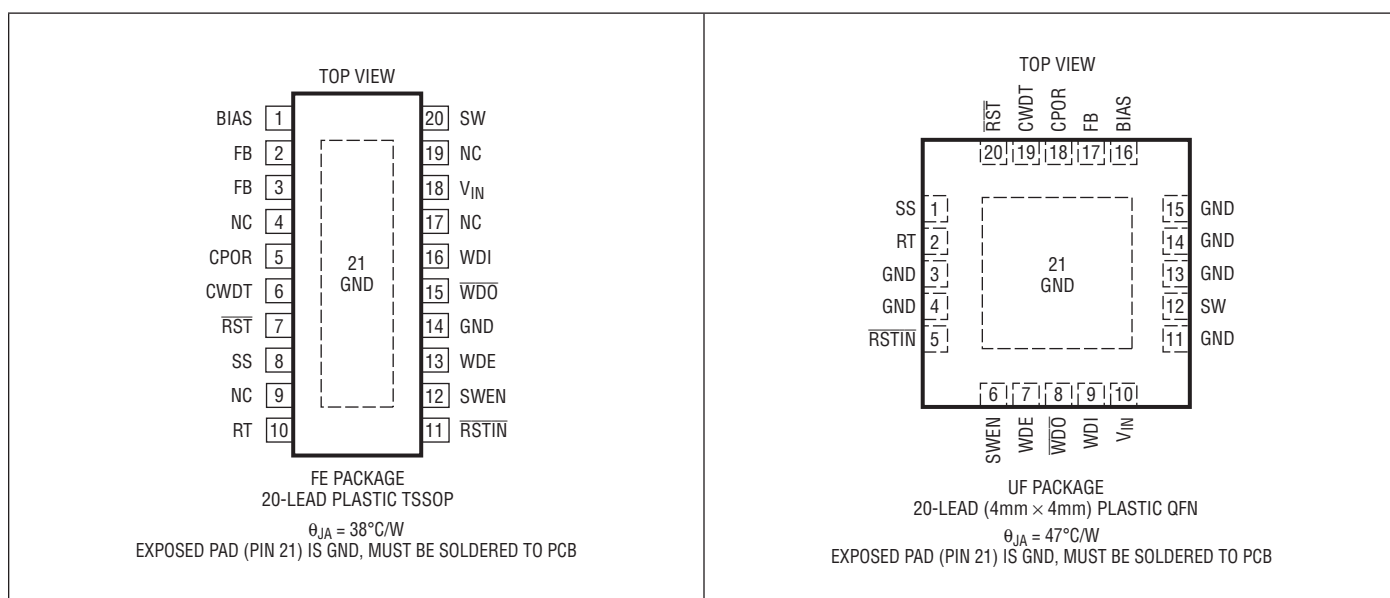 TOP VIEW
BIAS 1
FB 2
FB 3
NC 4
CPOR 5
CWDT 6
R̅S̅T̅ 7
SS 8
NC 9
RT 10
20 SW
19 NC
18 VIN
17 NC
16 WDI
15 W̅D̅O̅
14 GND
13 WDE
12 SWEN
11 R̅S̅T̅I̅N̅
21
GND
FE PACKAGE
20-LEAD PLASTIC TSSOP
θJA = 38°C/W
EXPOSED PAD (PIN 21) IS GND, MUST BE SOLDERED TO PCB
TOP VIEW
R̅S̅T̅ CWDT CPOR FB BIAS
20 19 18 17 16
SS 1
RT 2
GND 3
GND 4
R̅S̅T̅I̅N̅ 5
21
GND
15 GND
14 GND
13 GND
12 SW
11 GND
6 7 8 9 10
SWEN WDE W̅D̅O̅ WDI VIN
UF PACKAGE
20-LEAD (4mm × 4mm) PLASTIC QFN
θJA = 47°C/W
EXPOSED PAD (PIN 21) IS GND, MUST BE SOLDERED TO PCB